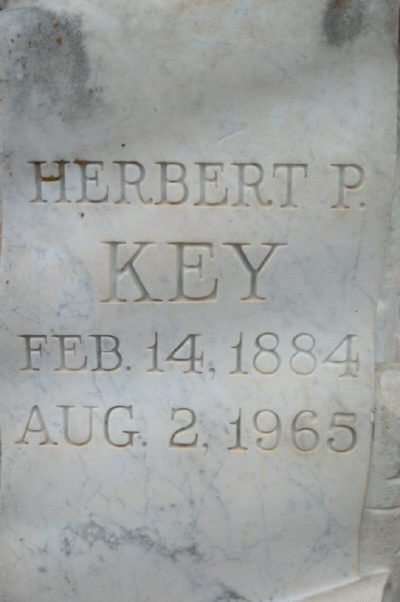 HERBERT P.
KEY
FEB. 14, 1884
AUG. 2, 1965